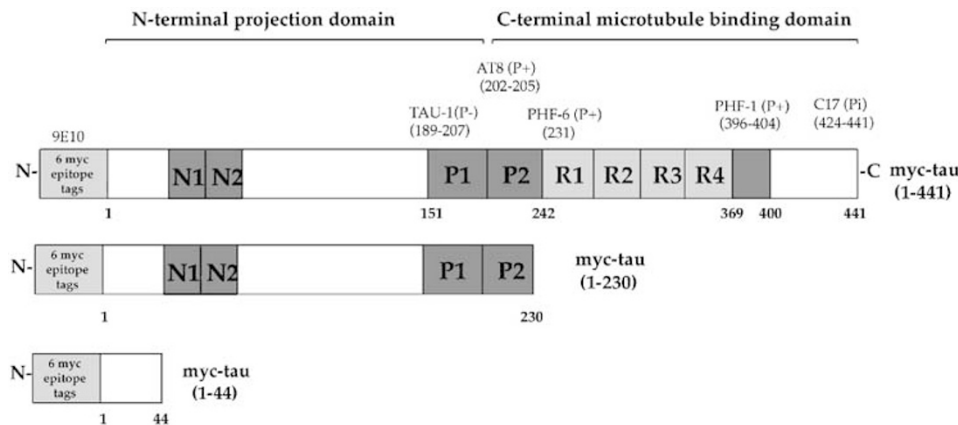 N-terminal projection domain C-terminal microtubule binding domain
AT8 (P+)
(202-205)
TAU-1(P-) PHF-6 (P+) PHF-1 (P+) C17 (Pi)
(189-207) (231) (396-404) (424-441)
9E10
N- 6 myc epitope tags N1 N2 P1 P2 R1 R2 R3 R4 -C myc-tau
(1-441)
1 151 242 369 400 441
N- 6 myc epitope tags N1 N2 P1 P2 myc-tau
(1-230)
1 230
N- 6 myc epitope tags myc-tau
(1-44)
1 44